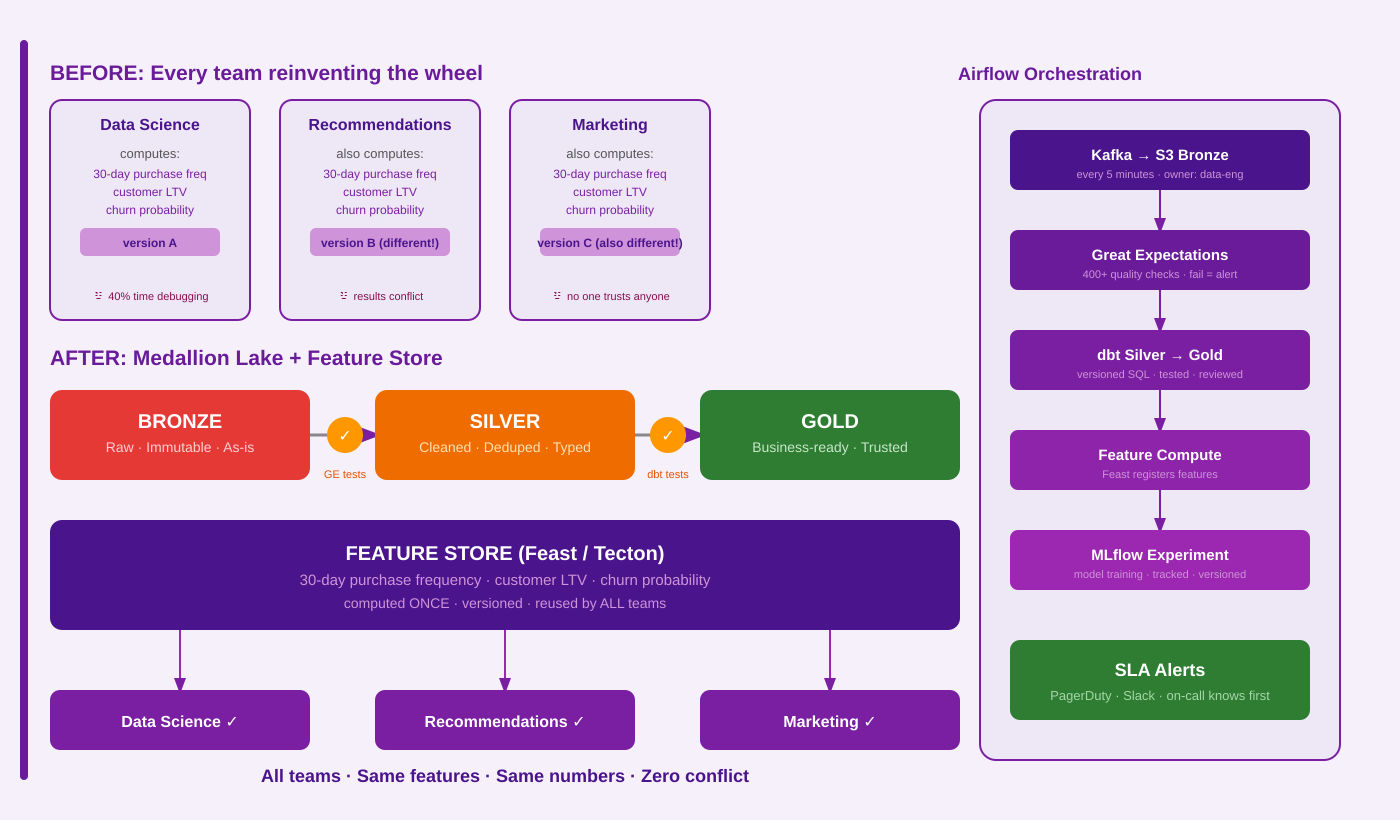 BEFORE: Every team reinventing the wheel
Data Science
computes:
30-day purchase freq
customer LTV
churn probability
version A
40% time debugging
Recommendations
also computes:
30-day purchase freq
customer LTV
churn probability
version B (different!)
results conflict
Marketing
also computes:
30-day purchase freq
customer LTV
churn probability
version C (also different!)
no one trusts anyone
AFTER: Medallion Lake + Feature Store
BRONZE
Raw · Immutable · As-is
✓
GE tests
SILVER
Cleaned · Deduped · Typed
✓
dbt tests
GOLD
Business-ready · Trusted
FEATURE STORE (Feast / Tecton)
30-day purchase frequency · customer LTV · churn probability
computed ONCE · versioned · reused by ALL teams
Data Science ✓
Recommendations ✓
Marketing ✓
All teams · Same features · Same numbers · Zero conflict
Airflow Orchestration
Kafka → S3 Bronze
every 5 minutes · owner: data-eng
Great Expectations
400+ quality checks · fail = alert
dbt Silver → Gold
versioned SQL · tested · reviewed
Feature Compute
Feast registers features
MLflow Experiment
model training · tracked · versioned
SLA Alerts
PagerDuty · Slack · on-call knows first